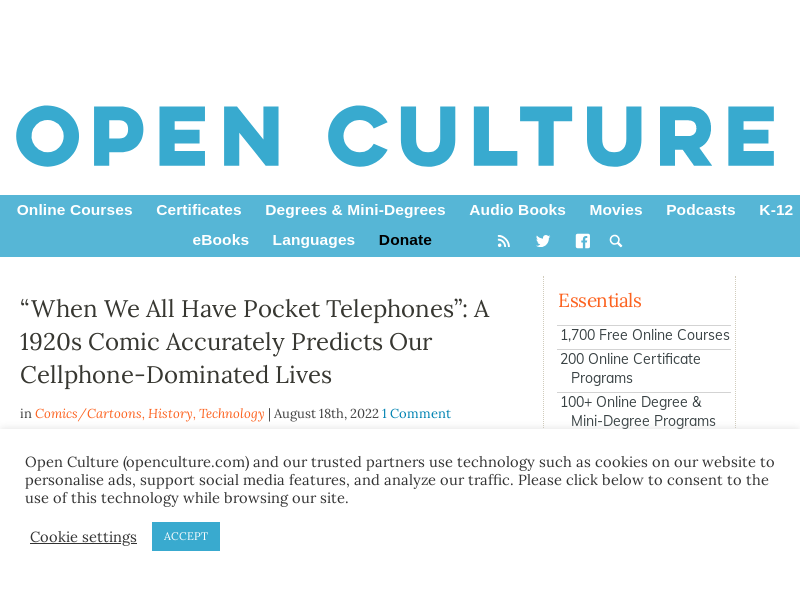 OPEN CULTURE
Online Courses Certificates Degrees & Mini-Degrees Audio Books Movies Podcasts K-12
eBooks Languages Donate
“When We All Have Pocket Telephones”: A
1920s Comic Accurately Predicts Our
Cellphone-Dominated Lives
in Comics/Cartoons, History, Technology | August 18th, 2022 1 Comment
Essentials
1,700 Free Online Courses
200 Online Certificate
Programs
100+ Online Degree &
Mini-Degree Programs
Open Culture (openculture.com) and our trusted partners use technology such as cookies on our website to
personalise ads, support social media features, and analyze our traffic. Please click below to consent to the
use of this technology while browsing our site.
Cookie settings ACCEPT